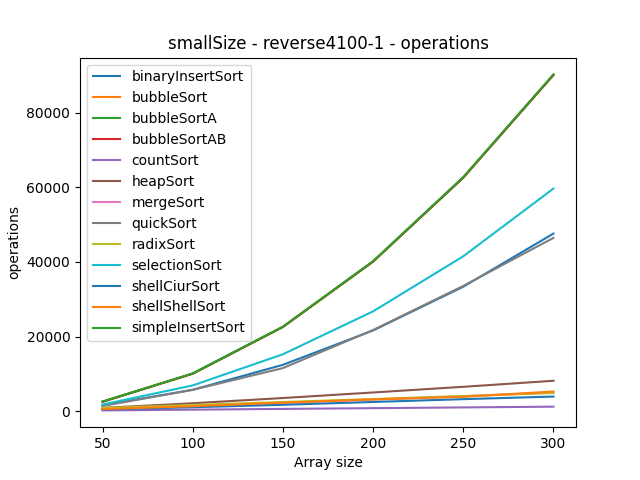 smallSize - reverse4100-1 - operations
binaryInsertSort
bubbleSort
bubbleSortA
bubbleSortAB
countSort
heapSort
mergeSort
quickSort
radixSort
selectionSort
shellCiurSort
shellShellSort
simpleInsertSort
operations
80000
60000
40000
20000
0
50
100
150
200
250
300
Array size